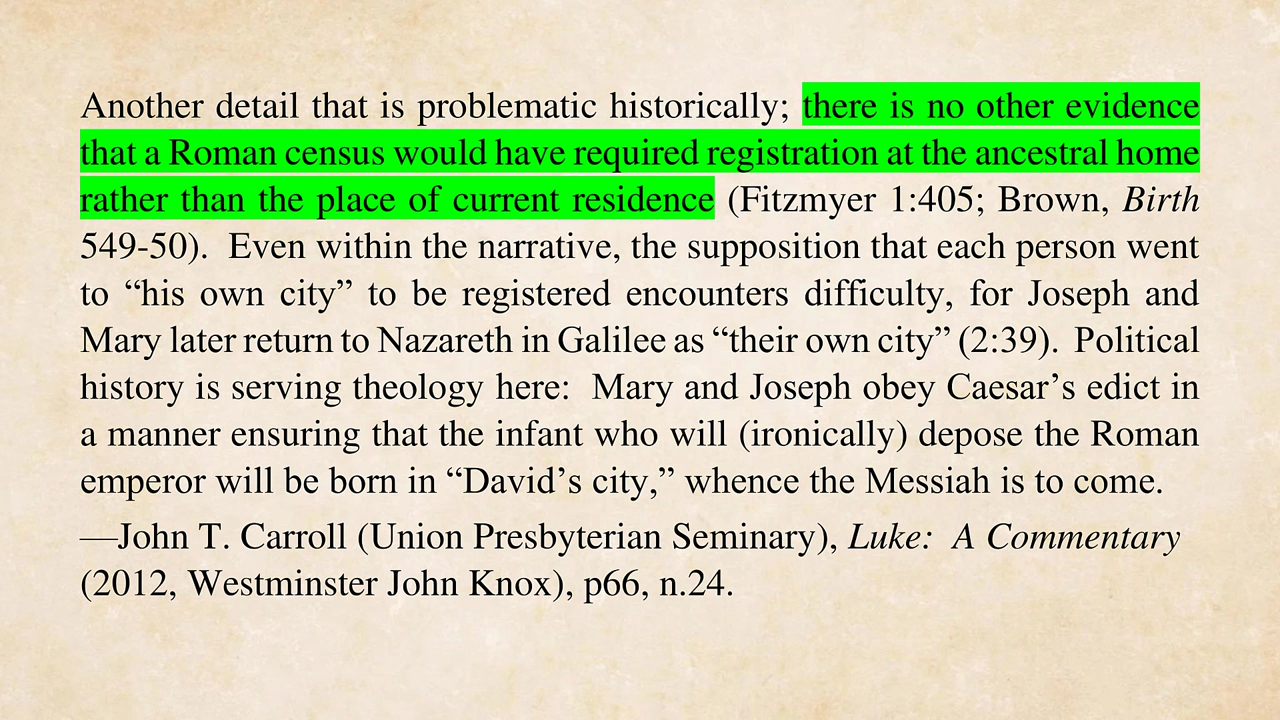 Another detail that is problematic historically; there is no other evidence
that a Roman census would have required registration at the ancestral home
rather than the place of current residence (Fitzmyer 1:405; Brown, Birth
549-50).  Even within the narrative, the supposition that each person went
to “his own city” to be registered encounters difficulty, for Joseph and
Mary later return to Nazareth in Galilee as “their own city” (2:39).  Political
history is serving theology here:  Mary and Joseph obey Caesar’s edict in
a manner ensuring that the infant who will (ironically) depose the Roman
emperor will be born in “David’s city,” whence the Messiah is to come.
—John T. Carroll (Union Presbyterian Seminary), Luke:  A Commentary
(2012, Westminster John Knox), p66, n.24.